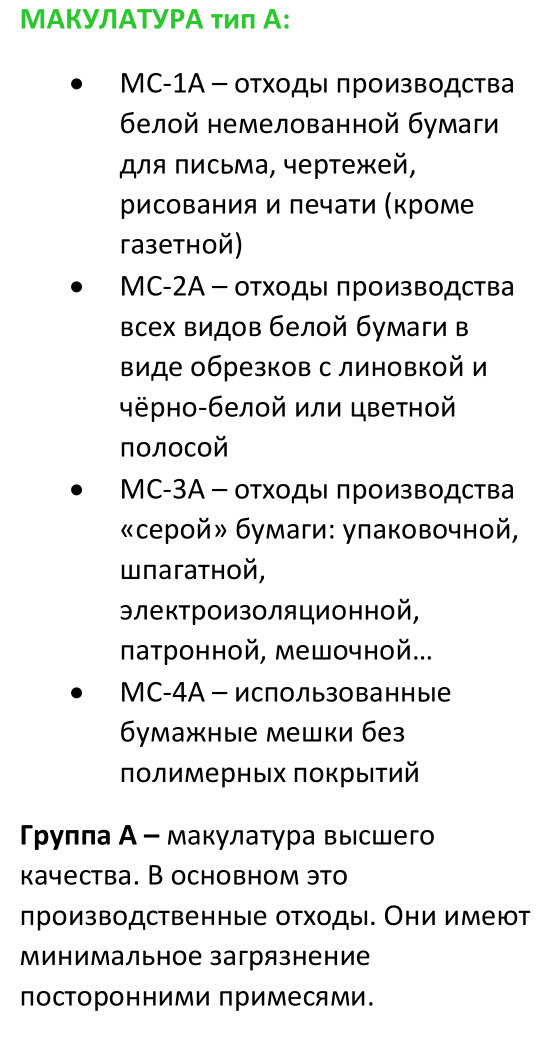 МАКУЛАТУРА тип А:
• МС-1А – отходы производства
белой немелованной бумаги
для письма, чертежей,
рисования и печати (кроме
газетной)
• МС-2А – отходы производства
всех видов белой бумаги в
виде обрезков с линовкой и
чёрно-белой или цветной
полосой
• МС-3А – отходы производства
«серой» бумаги: упаковочной,
шпагатной,
электроизоляционной,
патронной, мешочной...
• МС-4А – использованные
бумажные мешки без
полимерных покрытий
Группа А – макулатура высшего
качества. В основном это
производственные отходы. Они имеют
минимальное загрязнение
посторонними примесями.